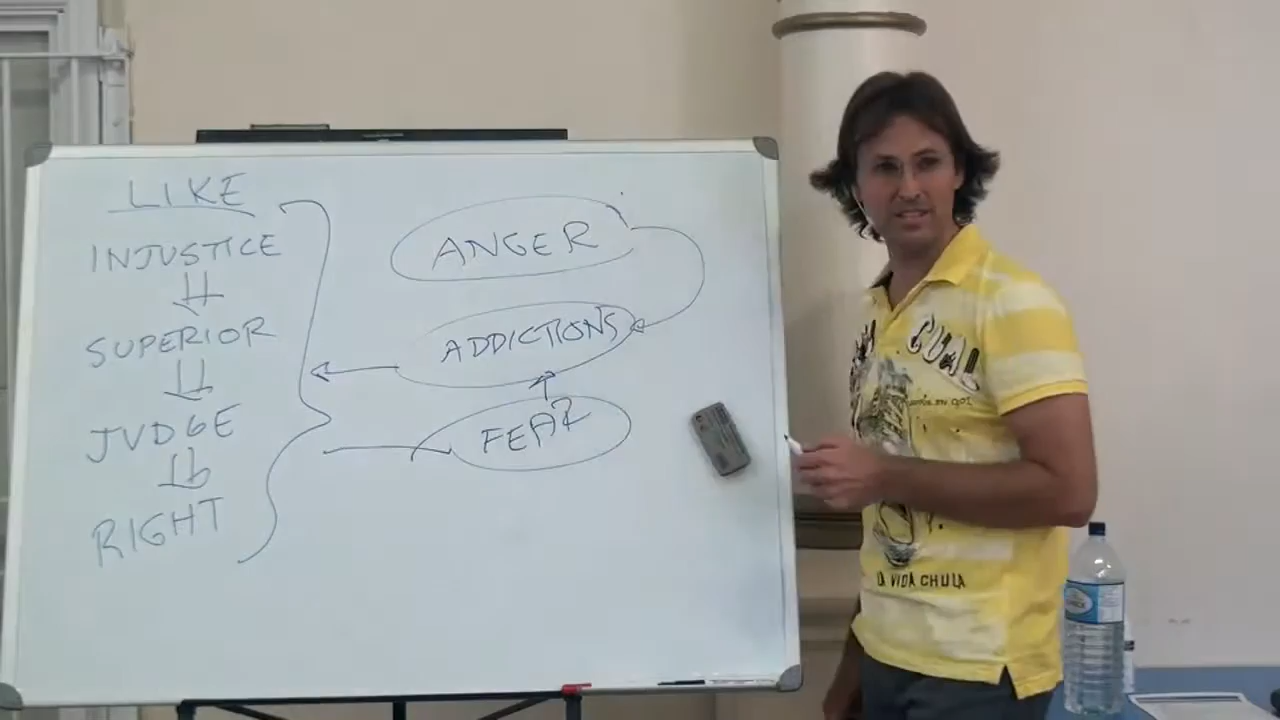 LIKE
INJUSTICE
SUPERIOR
JUDGE
RIGHT
ANGER
ADDICTIONS
FEAR
CUAL
LA VIDA CHULA